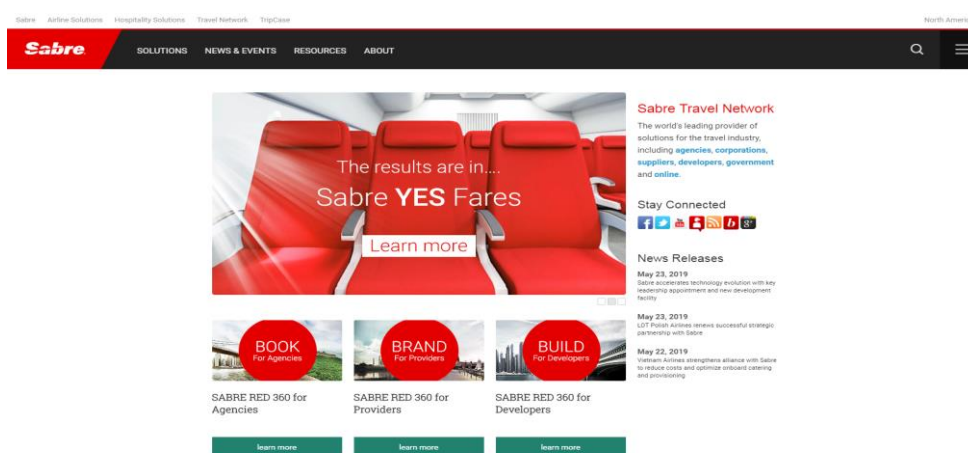 Sabre Airline Solutions Hospitality Solutions Travel Network TripCase
North Ameri
Sabre
SOLUTIONS NEWS & EVENTS RESOURCES ABOUT
The results are in....
Sabre YES Fares
Learn more
Sabre Travel Network
The world's leading provider of
solutions for the travel industry,
including agencies, corporations,
suppliers, developers, government
and online.
Stay Connected
News Releases
May 23, 2019
Sabre accelerates technology evolution with key
leadership appointment and new development
facility
May 23, 2019
LOT Polish Airlines renews successful strategic
partnership with Sabre
May 22, 2019
Vietnam Airlines strengthens alliance with Sabre
to reduce costs and optimize onboard catering
and provisioning
BOOK
For Agencies
BRAND
For Providers
BUILD
For Developers
SABRE RED 360 for
Agencies
SABRE RED 360 for
Providers
SABRE RED 360 for
Developers
learn more
learn more
learn more